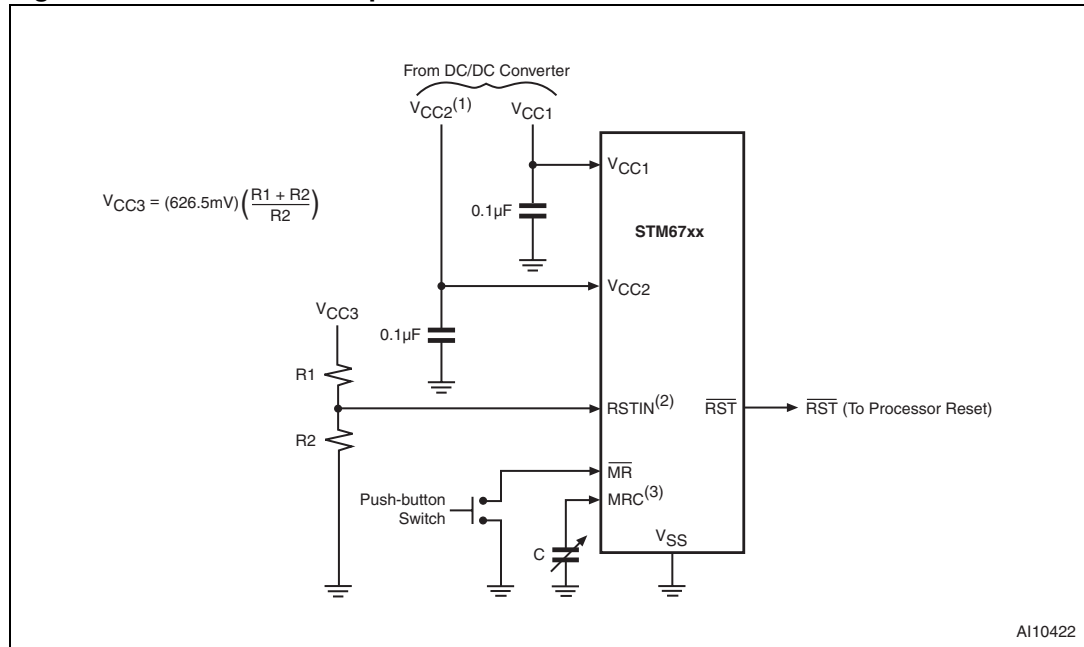 From DC/DC Converter
VCC2(1) VCC1
VCC1
VCC3 = (626.5mV) (R1 + R2 / R2)
0.1µF
STM67xx
VCC2
VCC3
0.1µF
R1
RSTIN(2)
RST
RST (To Processor Reset)
R2
MR
Push-button
Switch
MRC(3)
VSS
C
AI10422